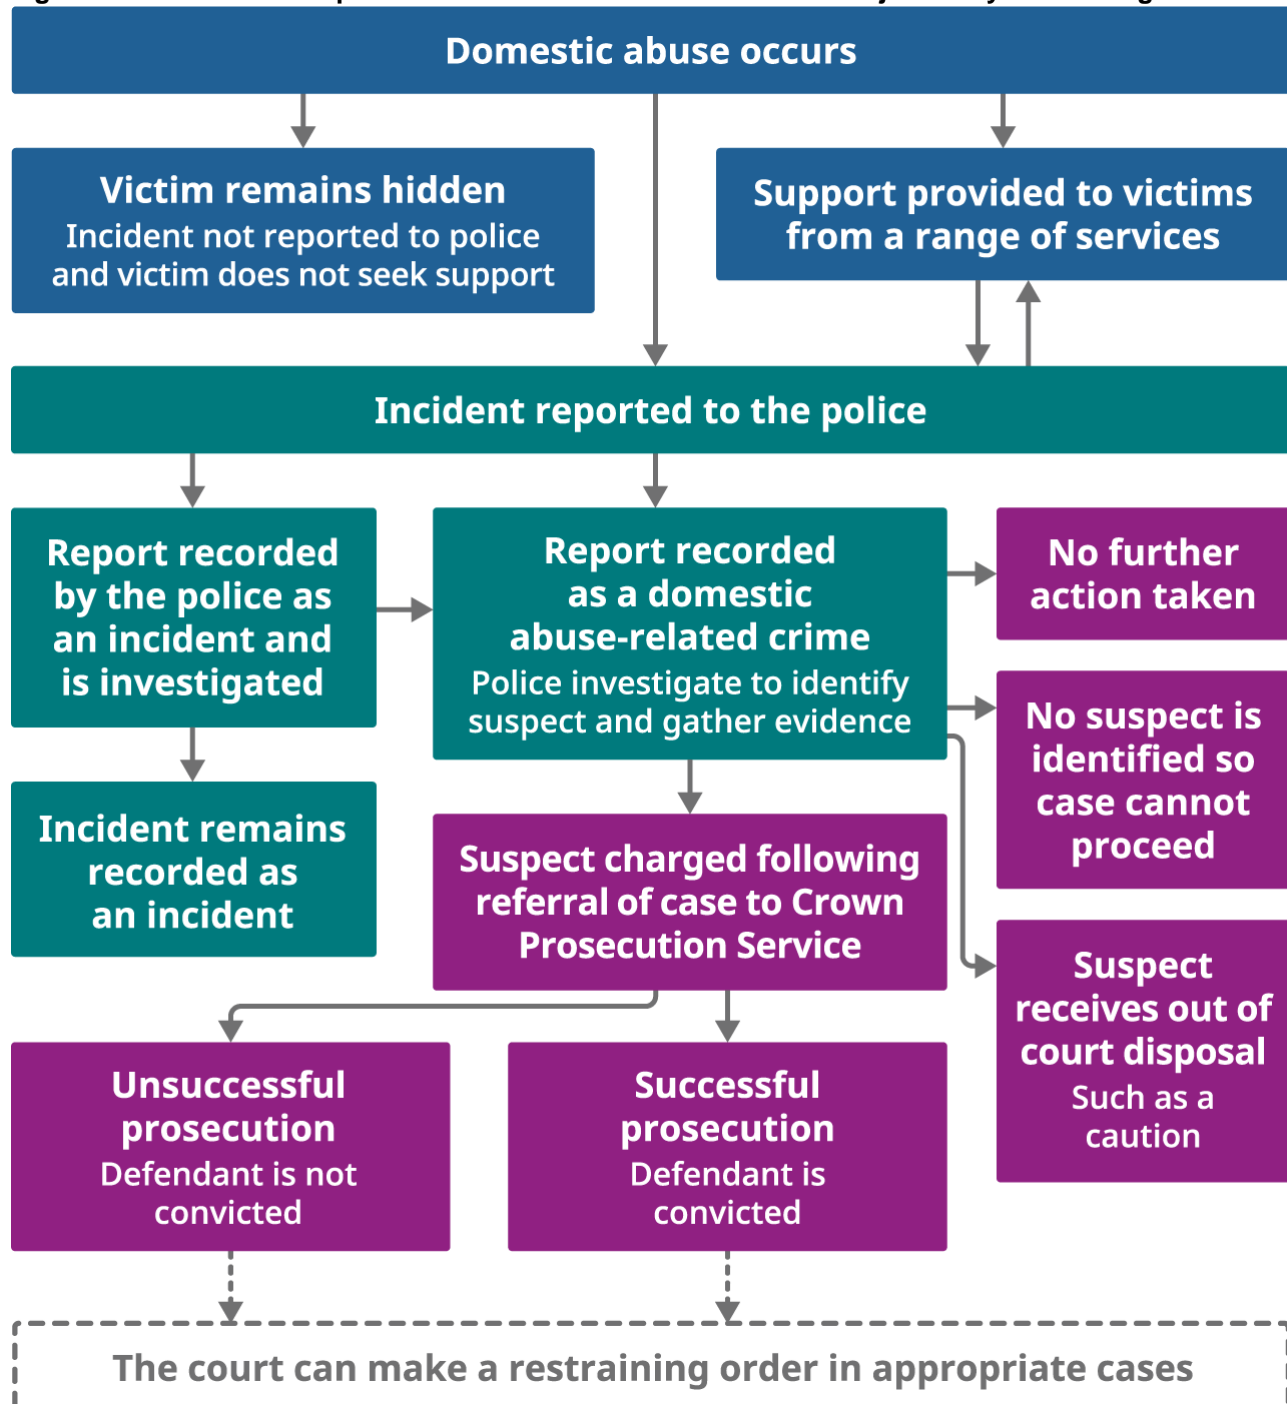 Domestic abuse occurs
Victim remains hidden
Incident not reported to police
and victim does not seek support
Support provided to victims
from a range of services
Incident reported to the police
Report recorded
by the police as
an incident and
is investigated
Report recorded
as a domestic
abuse-related crime
Police investigate to identify
suspect and gather evidence
No further
action taken
No suspect is
identified so
case cannot
proceed
Incident remains
recorded as
an incident
Suspect charged following
referral of case to Crown
Prosecution Service
Suspect
receives out of
court disposal
Such as a
caution
Unsuccessful
prosecution
Defendant is not
convicted
Successful
prosecution
Defendant is
convicted
The court can make a restraining order in appropriate cases